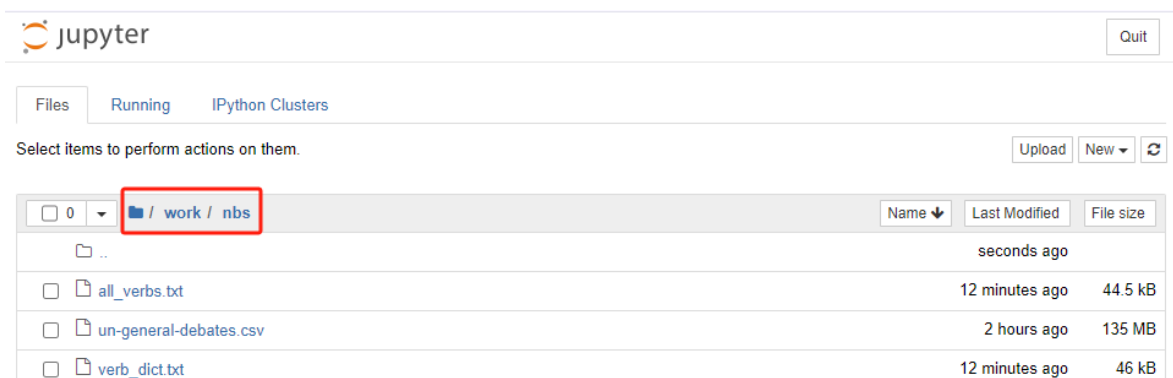 jupyter
Quit
Files Running IPython Clusters
Select items to perform actions on them.
Upload New
0 / work / nbs Name Last Modified File size
.. seconds ago
all_verbs.txt 12 minutes ago 44.5 kB
un-general-debates.csv 2 hours ago 135 MB
verb_dict.txt 12 minutes ago 46 kB